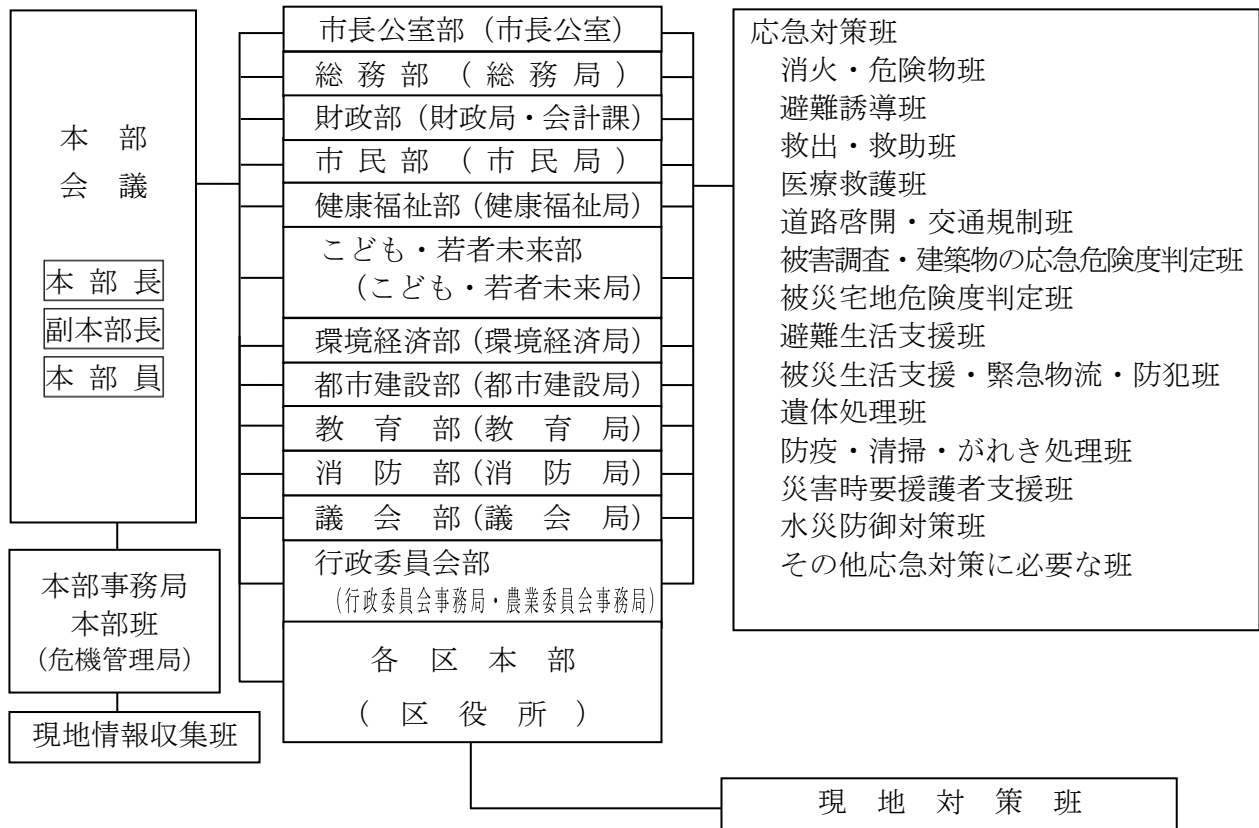 本部
会議
本部長
副本部長
本部員
本部事務局
本部班
(危機管理局)
現地情報収集班
市長公室部(市長公室)
総務部(総務局)
財政部(財政局・会計課)
市民部(市民局)
健康福祉部(健康福祉局)
こども・若者未来部
(こども・若者未来局)
環境経済部(環境経済局)
都市建設部(都市建設局)
教育部(教育局)
消防部(消防局)
議会部(議会局)
行政委員会部
(行政委員会事務局・農業委員会事務局)
各区本部
(区役所)
応急対策班
消火・危険物班
避難誘導班
救出・救助班
医療救護班
道路啓開・交通規制班
被害調査・建築物の応急危険度判定班
被災宅地危険度判定班
避難生活支援班
被災生活支援・緊急物流・防犯班
遺体処理班
防疫・清掃・がれき処理班
災害時要援護者支援班
水災防御対策班
その他応急対策に必要な班
現地対策班